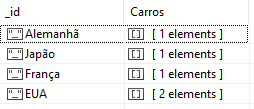 _id Carros
Alemanhã [ 1 elements ]
Japão [ 1 elements ]
França [ 1 elements ]
EUA [ 2 elements ]